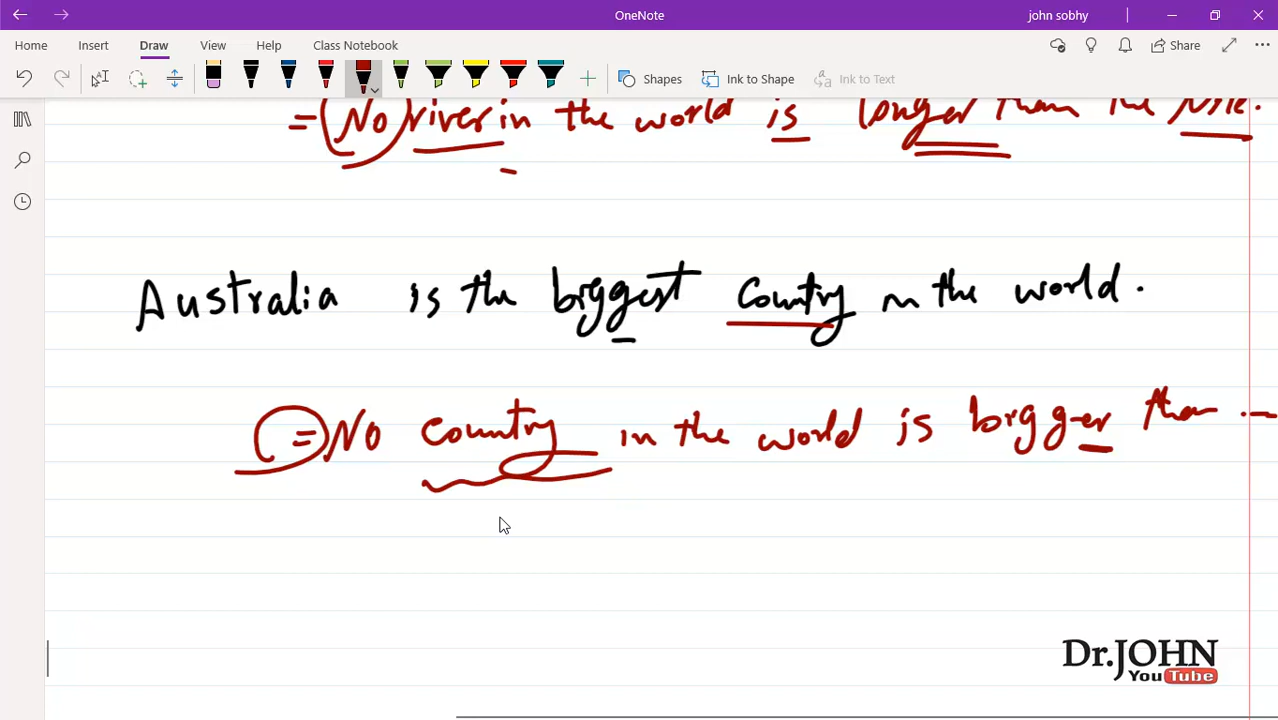 OneNote
john sobhy
Home Insert Draw View Help Class Notebook
Share
Shapes Ink to Shape Ink to Text
= No river in the world is longer than the Nile.
Australia is the biggest Country in the world.
= No country in the world is bigger than --
Dr.JOHN
YouTube